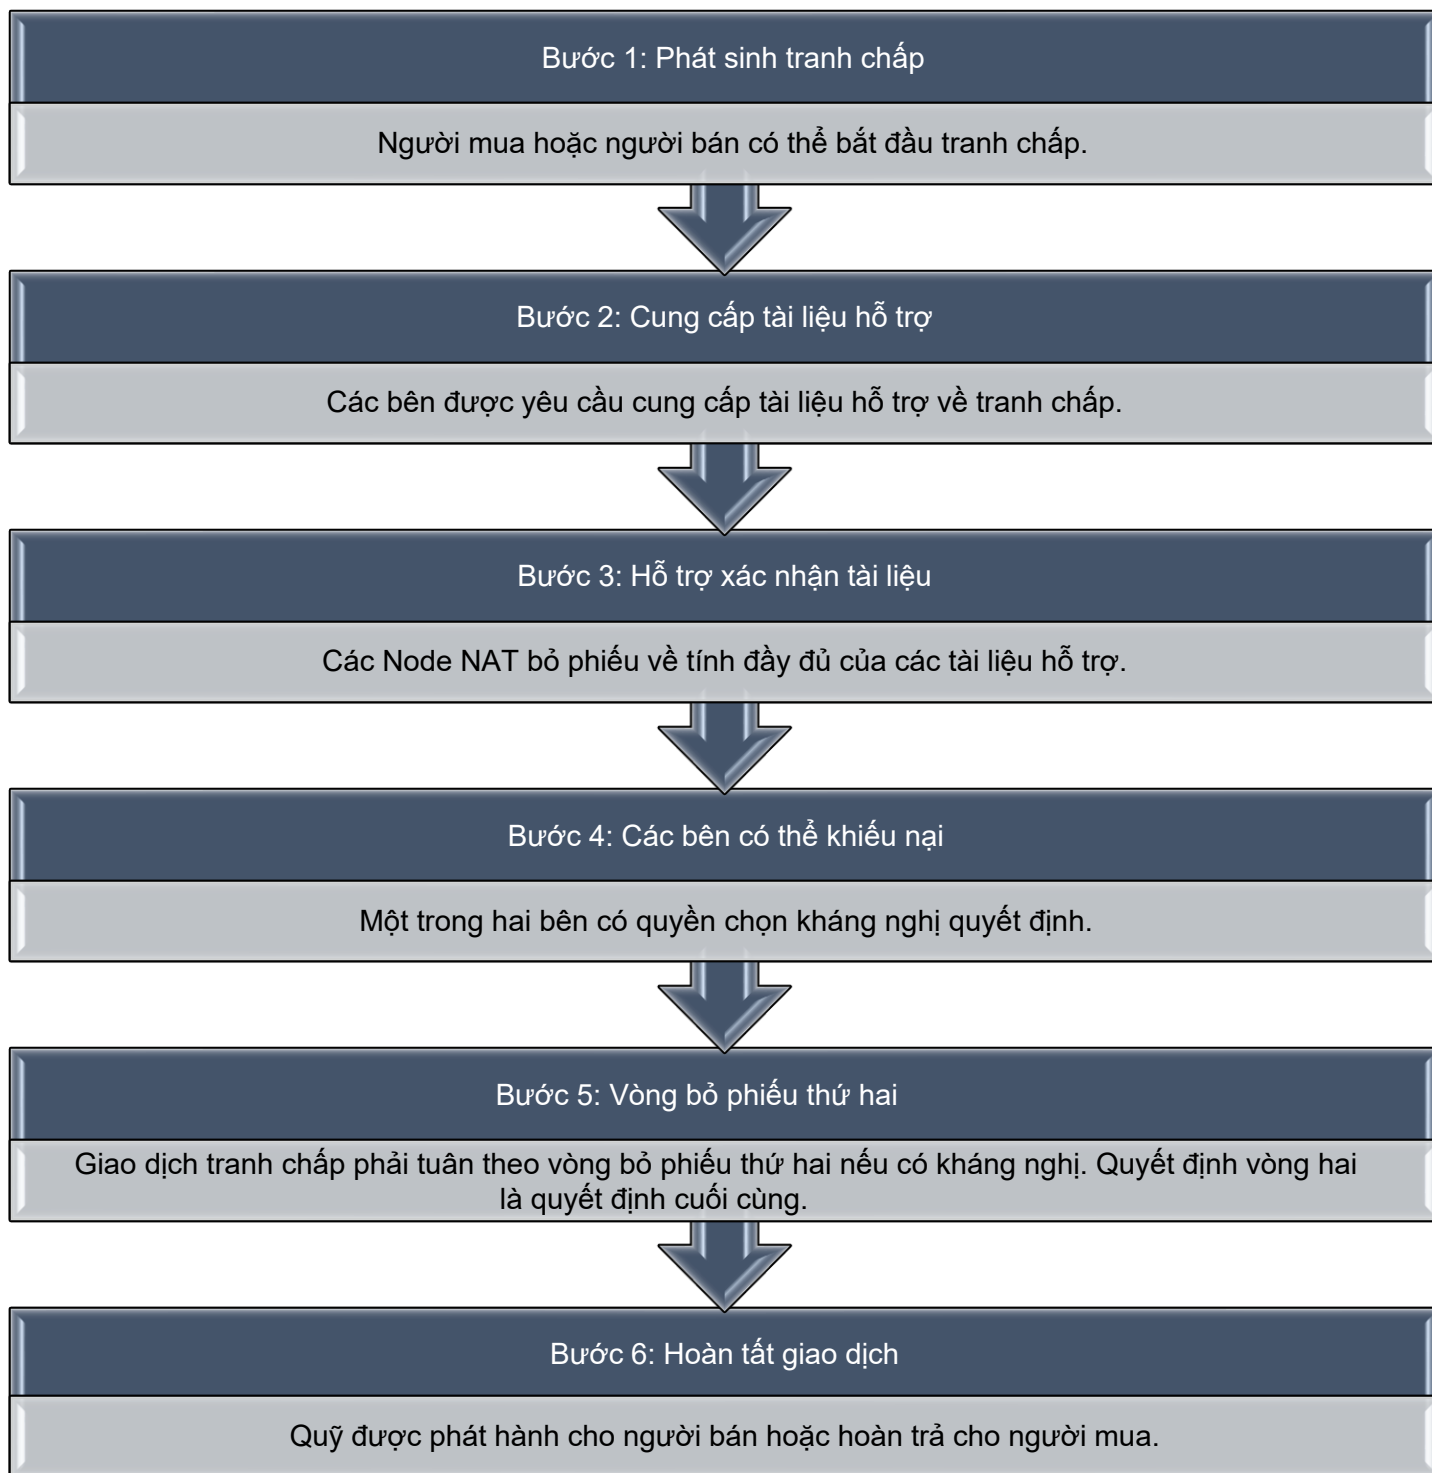 Bước 1: Phát sinh tranh chấp
Người mua hoặc người bán có thể bắt đầu tranh chấp.
Bước 2: Cung cấp tài liệu hỗ trợ
Các bên được yêu cầu cung cấp tài liệu hỗ trợ về tranh chấp.
Bước 3: Hỗ trợ xác nhận tài liệu
Các Node NAT bỏ phiếu về tính đầy đủ của các tài liệu hỗ trợ.
Bước 4: Các bên có thể khiếu nại
Một trong hai bên có quyền chọn kháng nghị quyết định.
Bước 5: Vòng bỏ phiếu thứ hai
Giao dịch tranh chấp phải tuân theo vòng bỏ phiếu thứ hai nếu có kháng nghị. Quyết định vòng hai
là quyết định cuối cùng.
Bước 6: Hoàn tất giao dịch
Quỹ được phát hành cho người bán hoặc hoàn trả cho người mua.